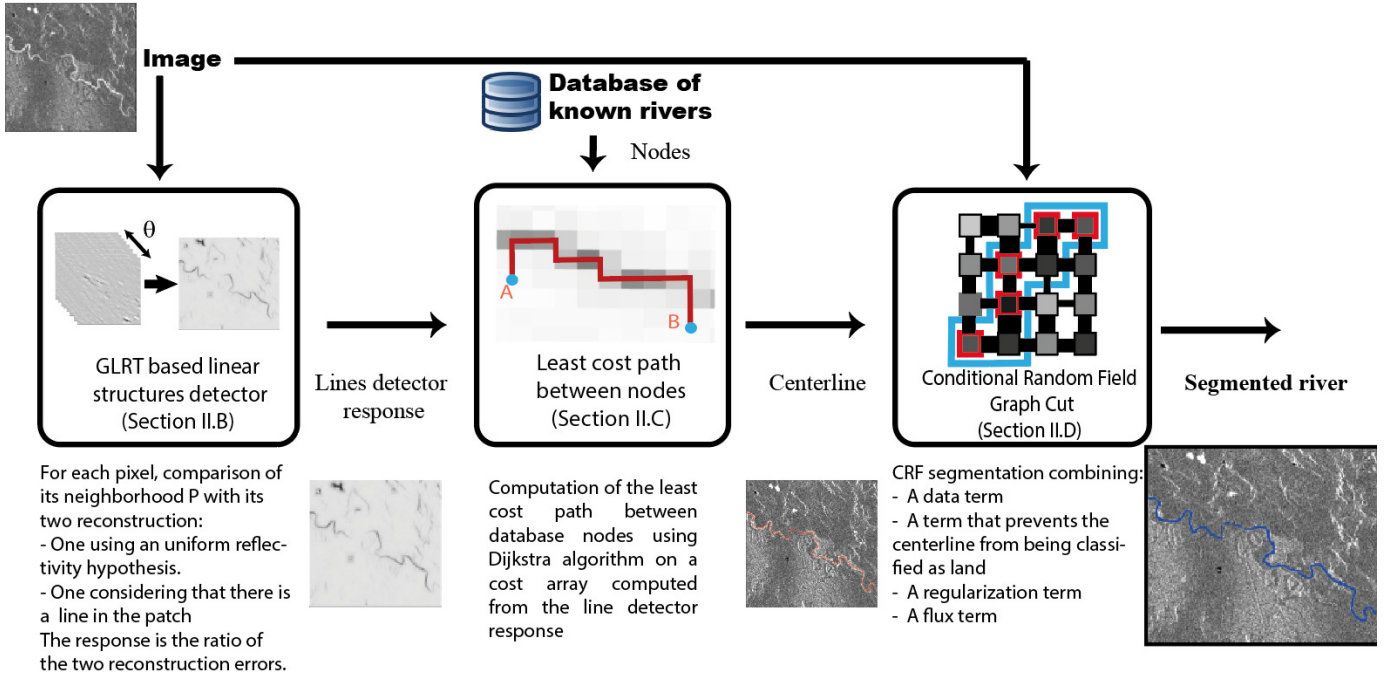 Image
Database of
known rivers
Nodes
θ
GLRT based linear
structures detector
(Section II.B)
Lines detector
response
A
B
Least cost path
between nodes
(Section II.C)
Centerline
Conditional Random Field
Graph Cut
(Section II.D)
Segmented river
For each pixel, comparison of
its neighborhood P with its
two reconstruction:
- One using an uniform reflec-
tivity hypothesis.
- One considering that there is
a line in the patch
The response is the ratio of
the two reconstruction errors.
Computation of the least
cost path between
database nodes using
Dijkstra algorithm on a
cost array computed
from the line detector
response
CRF segmentation combining:
- A data term
- A term that prevents the
centerline from being classi-
fied as land
- A regularization term
- A flux term